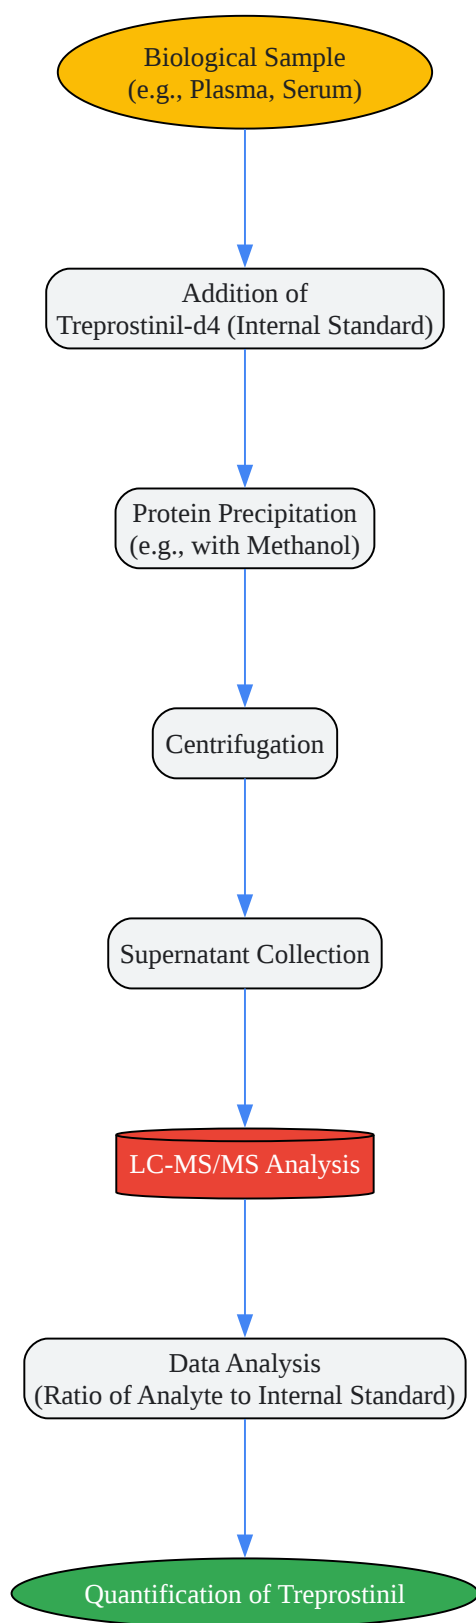 Biological Sample
(e.g., Plasma, Serum)
Addition of
Treprostinil-d4 (Internal Standard)
Protein Precipitation
(e.g., with Methanol)
Centrifugation
Supernatant Collection
LC-MS/MS Analysis
Data Analysis
(Ratio of Analyte to Internal Standard)
Quantification of Treprostinil